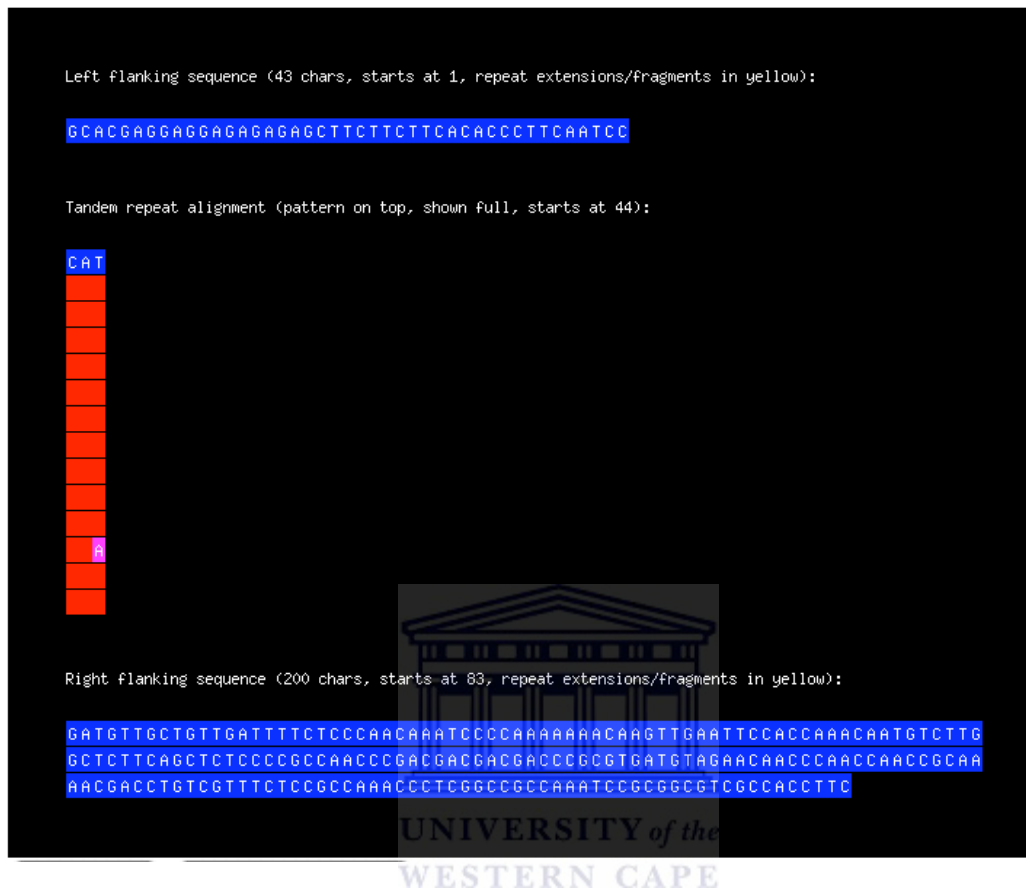 Left flanking sequence (43 chars, starts at 1, repeat extensions/fragments in yellow):
GCACGAGGAGGAGAGAGAGCTTCTTCTTCACACCCTTCAATCC
Tandem repeat alignment (pattern on top, shown full, starts at 44):
CAT
A
Right flanking sequence (200 chars, starts at 83, repeat extensions/fragments in yellow):
GATGTTGCTGTTGATTTTCTCCCAACAAATCCCCAAAAAAACAAGTTGAATTCCACCAAACAATGTCTTG
GCTCTTCAGCTCTCCCCGCCAACCCGACGACGACGACCCGCGTGATGTAGAACAACCCAACCAACCGCAA
AACGACCTGTCGTTTCTCCGCCAAACCCTCGGCCGCCAAATCCGCGGCGTCGCCACCTTC
UNIVERSITY of the
WESTERN CAPE